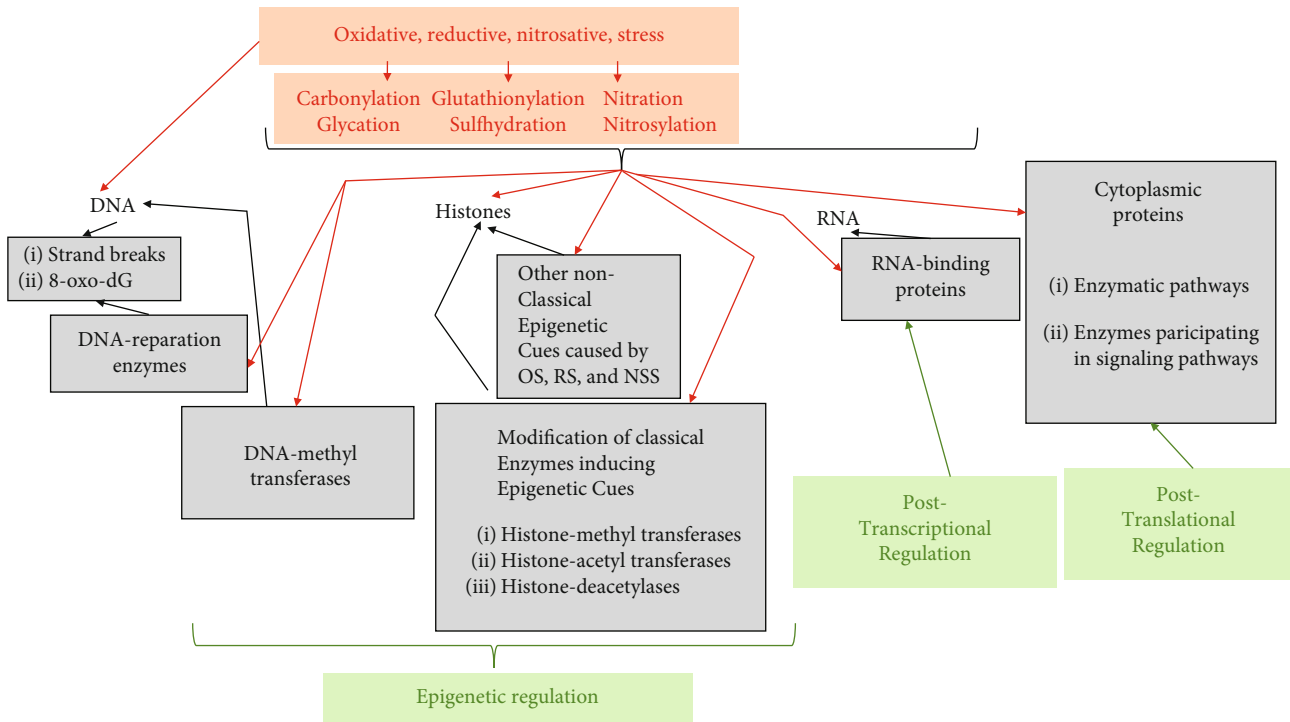 Oxidative, reductive, nitrosative, stress
Carbonylation
Glycation
Glutathionylation
Sulfhydration
Nitration
Nitrosylation
DNA
(i) Strand breaks
(ii) 8-oxo-dG
DNA-reparation
enzymes
DNA-methyl
transferases
Histones
Other non-
Classical
Epigenetic
Cues caused by
OS, RS, and NSS
Modification of classical
Enzymes inducing
Epigenetic Cues
(i) Histone-methyl transferases
(ii) Histone-acetyl transferases
(iii) Histone-deacetylases
RNA
RNA-binding
proteins
Cytoplasmic
proteins
(i) Enzymatic pathways
(ii) Enzymes paricipating
in signaling pathways
Post-
Transcriptional
Regulation
Post-
Translational
Regulation
Epigenetic regulation